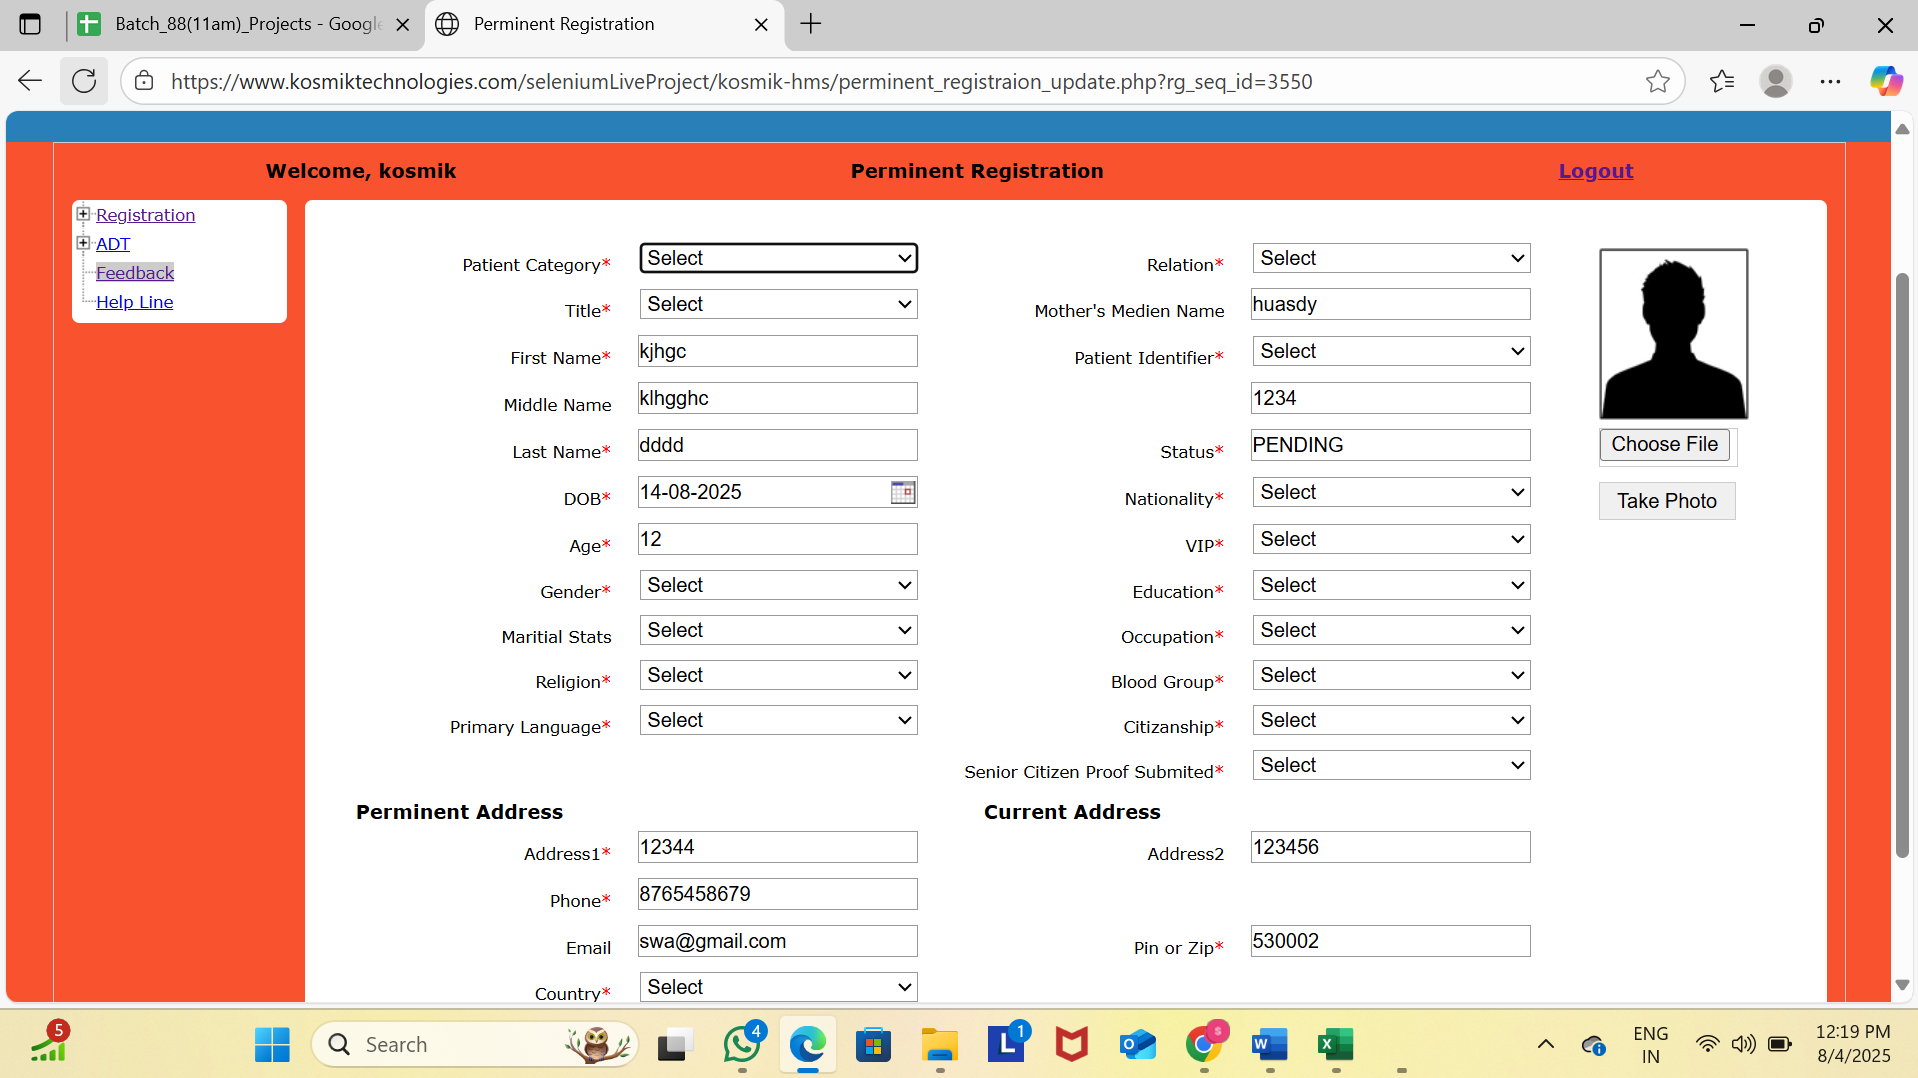 Batch_88(11am)_Projects - Google
Perminent Registration
https://www.kosmiktechnologies.com/seleniumLiveProject/kosmik-hms/perminent_registraion_update.php?rg_seq_id=3550
Welcome, kosmik
Perminent Registration
Logout
Registration
ADT
Feedback
Help Line
Patient Category* Select
Relation* Select
Title* Select
Mother's Medien Name huasdy
First Name* kjhgc
Patient Identifier* Select
Middle Name klhgghc
1234
Last Name* dddd
Status* PENDING
Choose File
DOB* 14-08-2025
Nationality* Select
Take Photo
Age* 12
VIP* Select
Gender* Select
Education* Select
Maritial Stats Select
Occupation* Select
Religion* Select
Blood Group* Select
Primary Language* Select
Citizanship* Select
Senior Citizen Proof Submited* Select
Perminent Address
Current Address
Address1* 12344
Address2 123456
Phone* 8765458679
Email swa@gmail.com
Pin or Zip* 530002
Country* Select
5
Search
4
L
1
O
S
W
X
ENG
IN
12:19 PM
8/4/2025